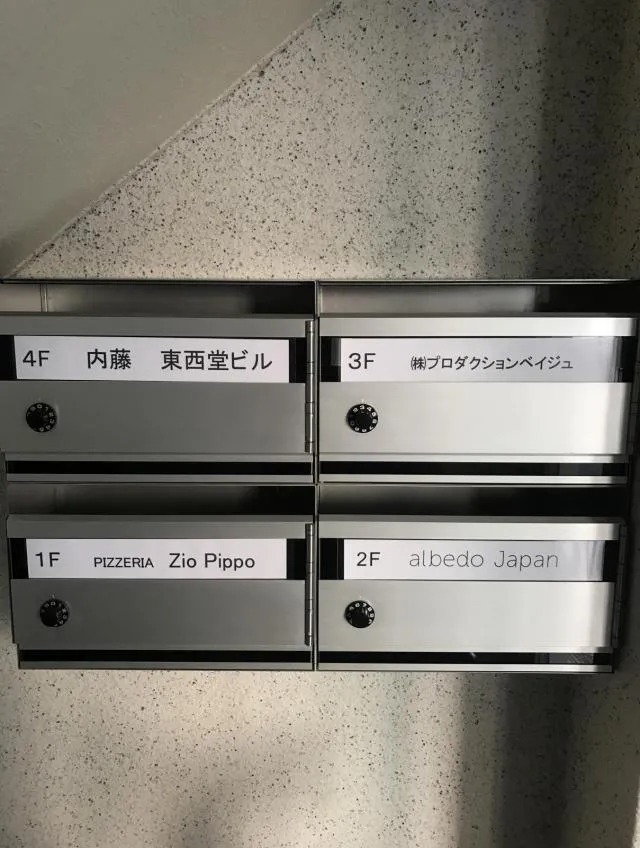 4F 内藤 東西堂ビル
3F ㈱プロダクションベイジュ
1F PIZZERIA Zio Pippo
2F albedo Japan